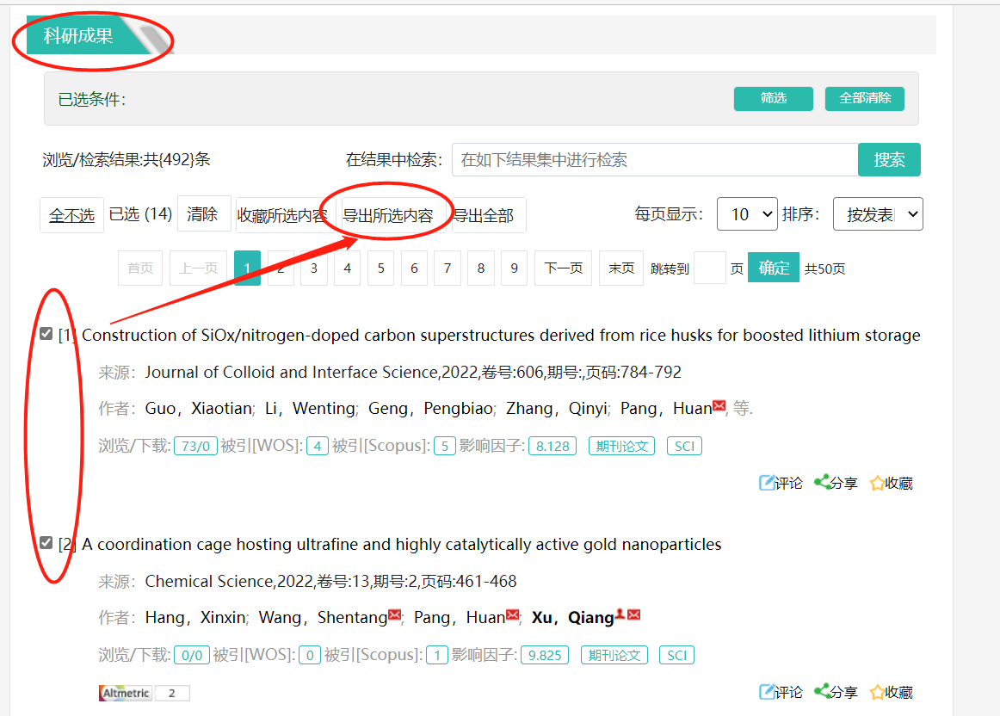 科研成果
已选条件：
筛选
全部清除
浏览/检索结果:共{492}条
在结果中检索：
在如下结果集中进行检索
搜索
全不选 已选 (14) 清除 收藏所选内容 导出所选内容 导出全部 每页显示： 10 排序： 按发表
首页 上一页 1 2 3 4 5 6 7 8 9 下一页 末页 跳转到 页 确定 共50页
[1] Construction of SiOx/nitrogen-doped carbon superstructures derived from rice husks for boosted lithium storage
来源：Journal of Colloid and Interface Science,2022,卷号:606,期号:,页码:784-792
作者：Guo，Xiaotian; Li，Wenting; Geng，Pengbiao; Zhang，Qinyi; Pang，Huan; 等.
浏览/下载: 73/0 被引[WOS]: 4 被引[Scopus]: 5 影响因子: 8.128 期刊论文 SCI
评论 分享 收藏
[2] A coordination cage hosting ultrafine and highly catalytically active gold nanoparticles
来源：Chemical Science,2022,卷号:13,期号:2,页码:461-468
作者：Hang，Xinxin; Wang，Shentang; Pang，Huan; Xu，Qiang
浏览/下载: 0/0 被引[WOS]: 0 被引[Scopus]: 1 影响因子: 9.825 期刊论文 SCI
Altmetric 2
评论 分享 收藏